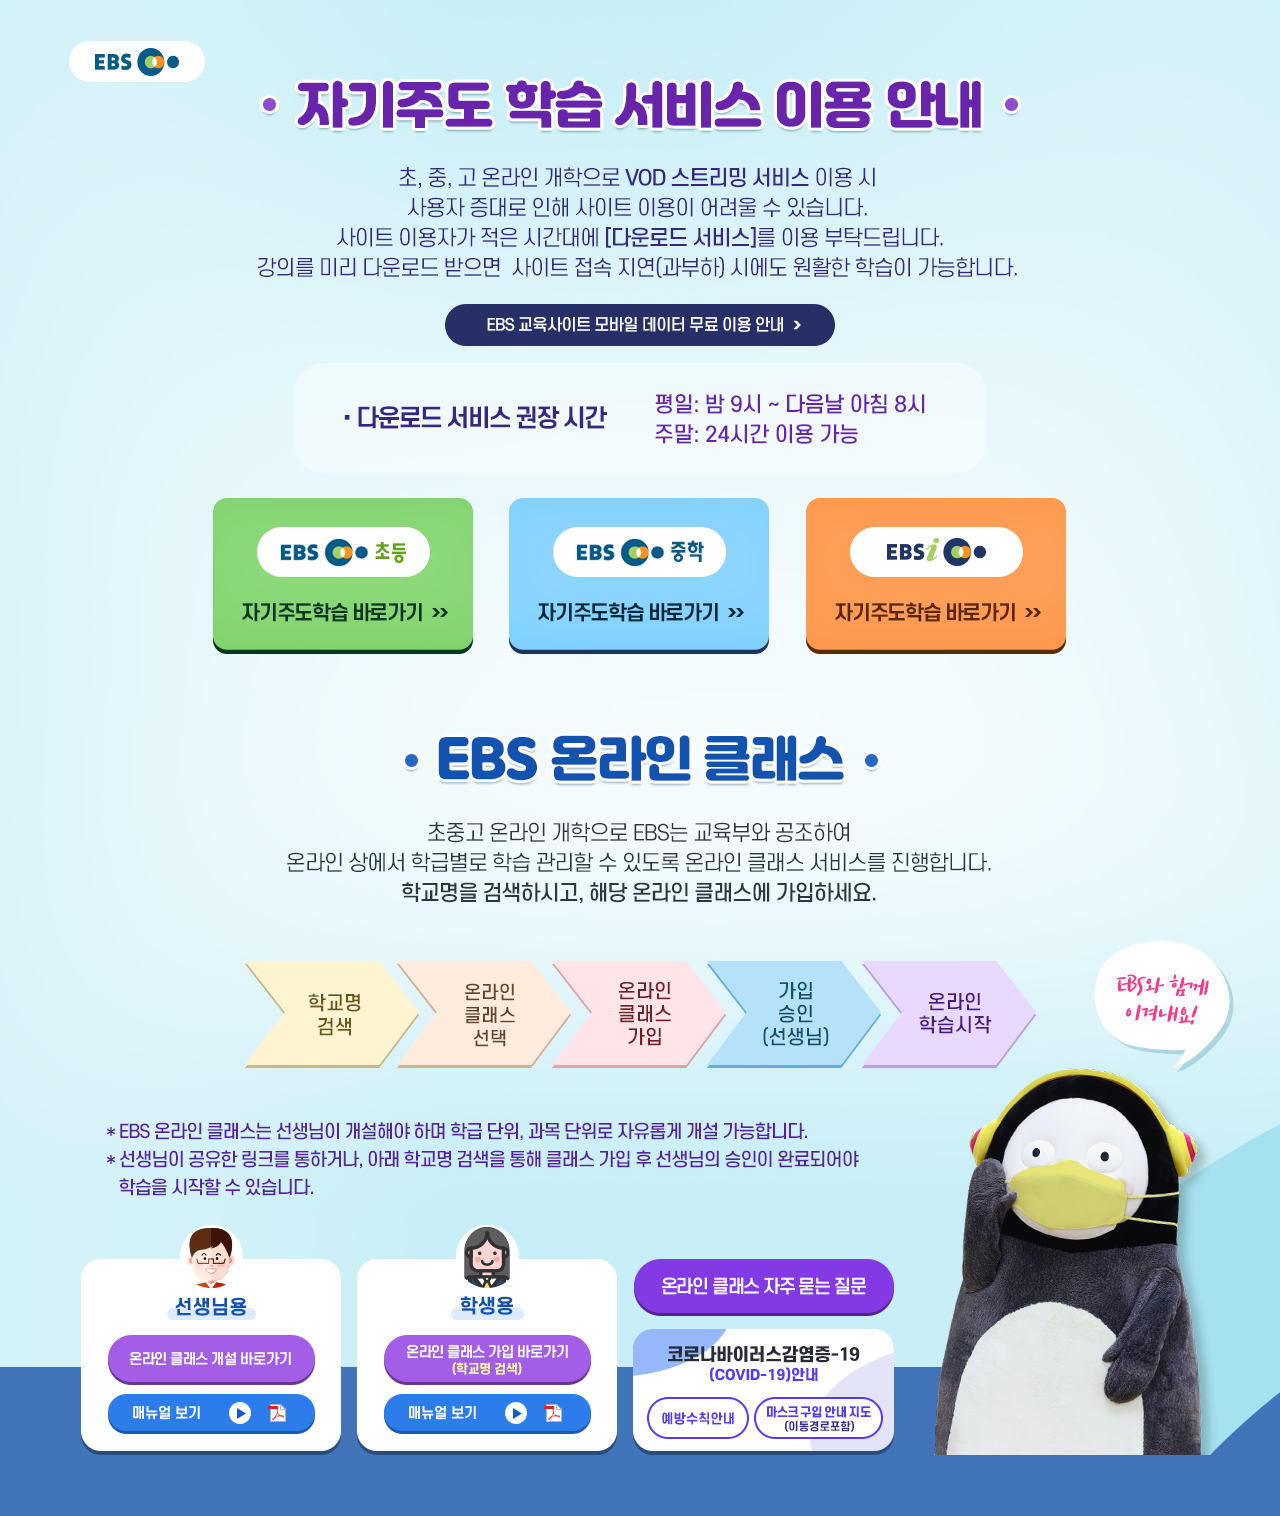 EBS
자기주도 학습 서비스 이용 안내
초, 중, 고 온라인 개학으로 VOD 스트리밍 서비스 이용 시
사용자 증대로 인해 사이트 이용이 어려울 수 있습니다.
사이트 이용자가 적은 시간대에 [다운로드 서비스]를 이용 부탁드립니다.
강의를 미리 다운로드 받으면 사이트 접속 지연(과부하) 시에도 원활한 학습이 가능합니다.
EBS 교육사이트 모바일 데이터 무료 이용 안내 >
· 다운로드 서비스 권장 시간
평일: 밤 9시 ~ 다음날 아침 8시
주말: 24시간 이용 가능
EBS 초등
자기주도학습 바로가기 >>
EBS 중학
자기주도학습 바로가기 >>
EBSi
자기주도학습 바로가기 >>
EBS 온라인 클래스
초중고 온라인 개학으로 EBS는 교육부와 공조하여
온라인 상에서 학급별로 학습 관리할 수 있도록 온라인 클래스 서비스를 진행합니다.
학교명을 검색하시고, 해당 온라인 클래스에 가입하세요.
학교명
검색
온라인
클래스
선택
온라인
클래스
가입
가입
승인
(선생님)
온라인
학습시작
EBS와 함께
이겨내요!
* EBS 온라인 클래스는 선생님이 개설해야 하며 학급 단위, 과목 단위로 자유롭게 개설 가능합니다.
* 선생님이 공유한 링크를 통하거나, 아래 학교명 검색을 통해 클래스 가입 후 선생님의 승인이 완료되어야
학습을 시작할 수 있습니다.
선생님용
온라인 클래스 개설 바로가기
매뉴얼 보기
학생용
온라인 클래스 가입 바로가기
(학교명 검색)
매뉴얼 보기
온라인 클래스 자주 묻는 질문
코로나바이러스감염증-19
(COVID-19)안내
예방수칙안내
마스크 구입 안내 지도
(이동경로포함)